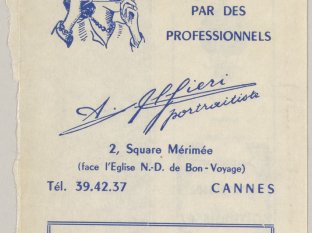 PAR DES
PROFESSIONNELS
A. Alfieri
portraitiste
2, Square Mérimée
(face l'Eglise N.-D. de Bon-Voyage)
Tél. 39.42.37 CANNES